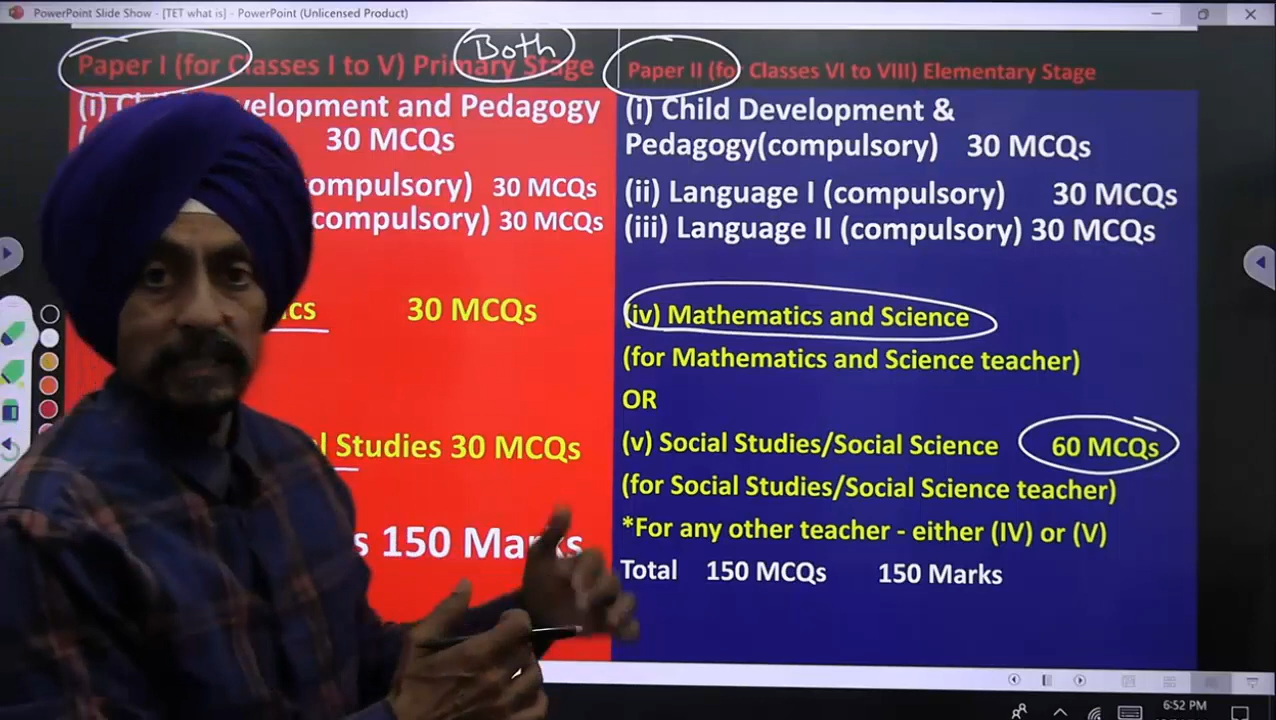 PowerPoint Slide Show - [TET what is] - PowerPoint (Unlicensed Product)
Both
Paper I (for Classes I to V) Primary Stage
(i) Child Development and Pedagogy
30 MCQs
compulsory) 30 MCQs
(compulsory) 30 MCQs
30 MCQs
Studies 30 MCQs
150 Marks
Paper II (for Classes VI to VIII) Elementary Stage
(i) Child Development &
Pedagogy(compulsory) 30 MCQs
(ii) Language I (compulsory) 30 MCQs
(iii) Language II (compulsory) 30 MCQs
(iv) Mathematics and Science
(for Mathematics and Science teacher)
OR
(v) Social Studies/Social Science 60 MCQs
(for Social Studies/Social Science teacher)
*For any other teacher - either (IV) or (V)
Total 150 MCQs 150 Marks
6:52 PM